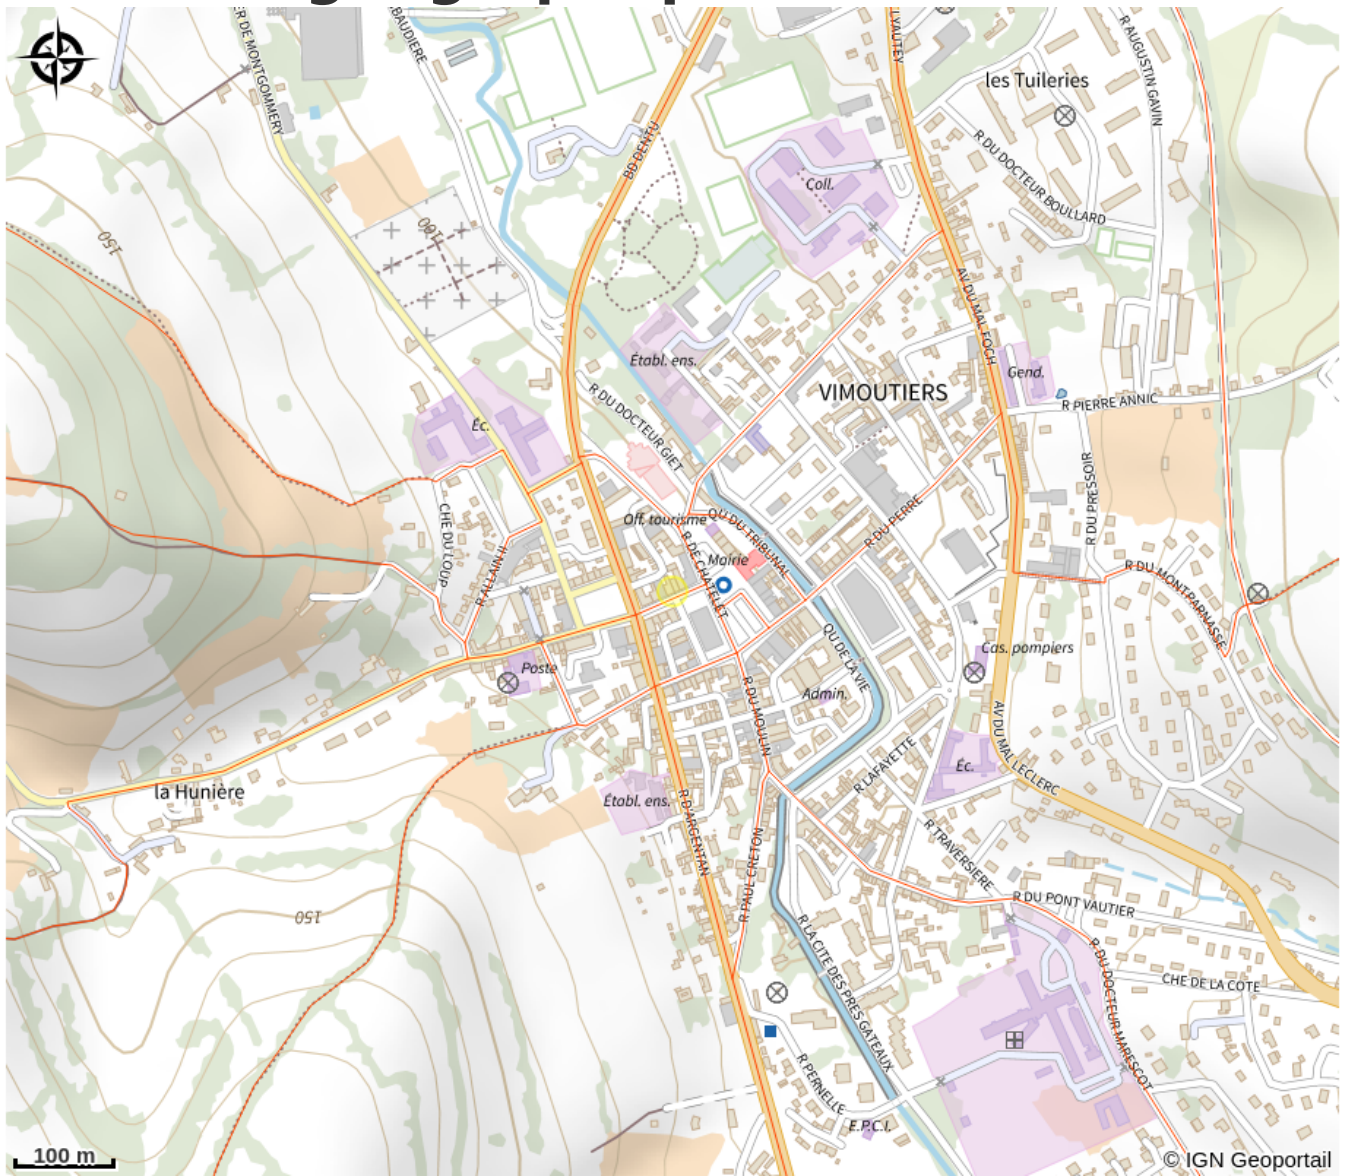 LYAUTEY
R AUGUSTIN GAVIN
ER DE MONTGOMMERY
BAUDIERE
les Tuileries
BD DENTU
R DU DOCTEUR BOULLARD
Coll.
100
150
AV DU MAL FOCH
Établ. ens.
Gend.
VIMOUTIERS
R PIERRE ANNIC
R DU DOCTEUR GIET
Éc.
R DU PRESSOIR
Off. tourisme
QU DU TRIBUNAL
R DU PERRE
CHE DU LOUP
R ALLAIN II
R DE CHATELET
Mairie
R DU MONTPARNASSE
QU DE LA VIE
Cas. pompiers
Poste
Admin.
R DU MOULIN
AV DU MAL LECLERC
R LAFAYETTE
Éc.
la Hunière
Établ. ens.
R D'ARGENTAN
R PAUL CRETON
R TRAVERSIERE
R DU PONT VAUTIER
150
R LA CITE DES PRES GATEAUX
R DU DOCTEUR MARESCOT
CHE DE LA COTE
R PERNELLE
E.P.C.I.
100 m
© IGN Geoportail